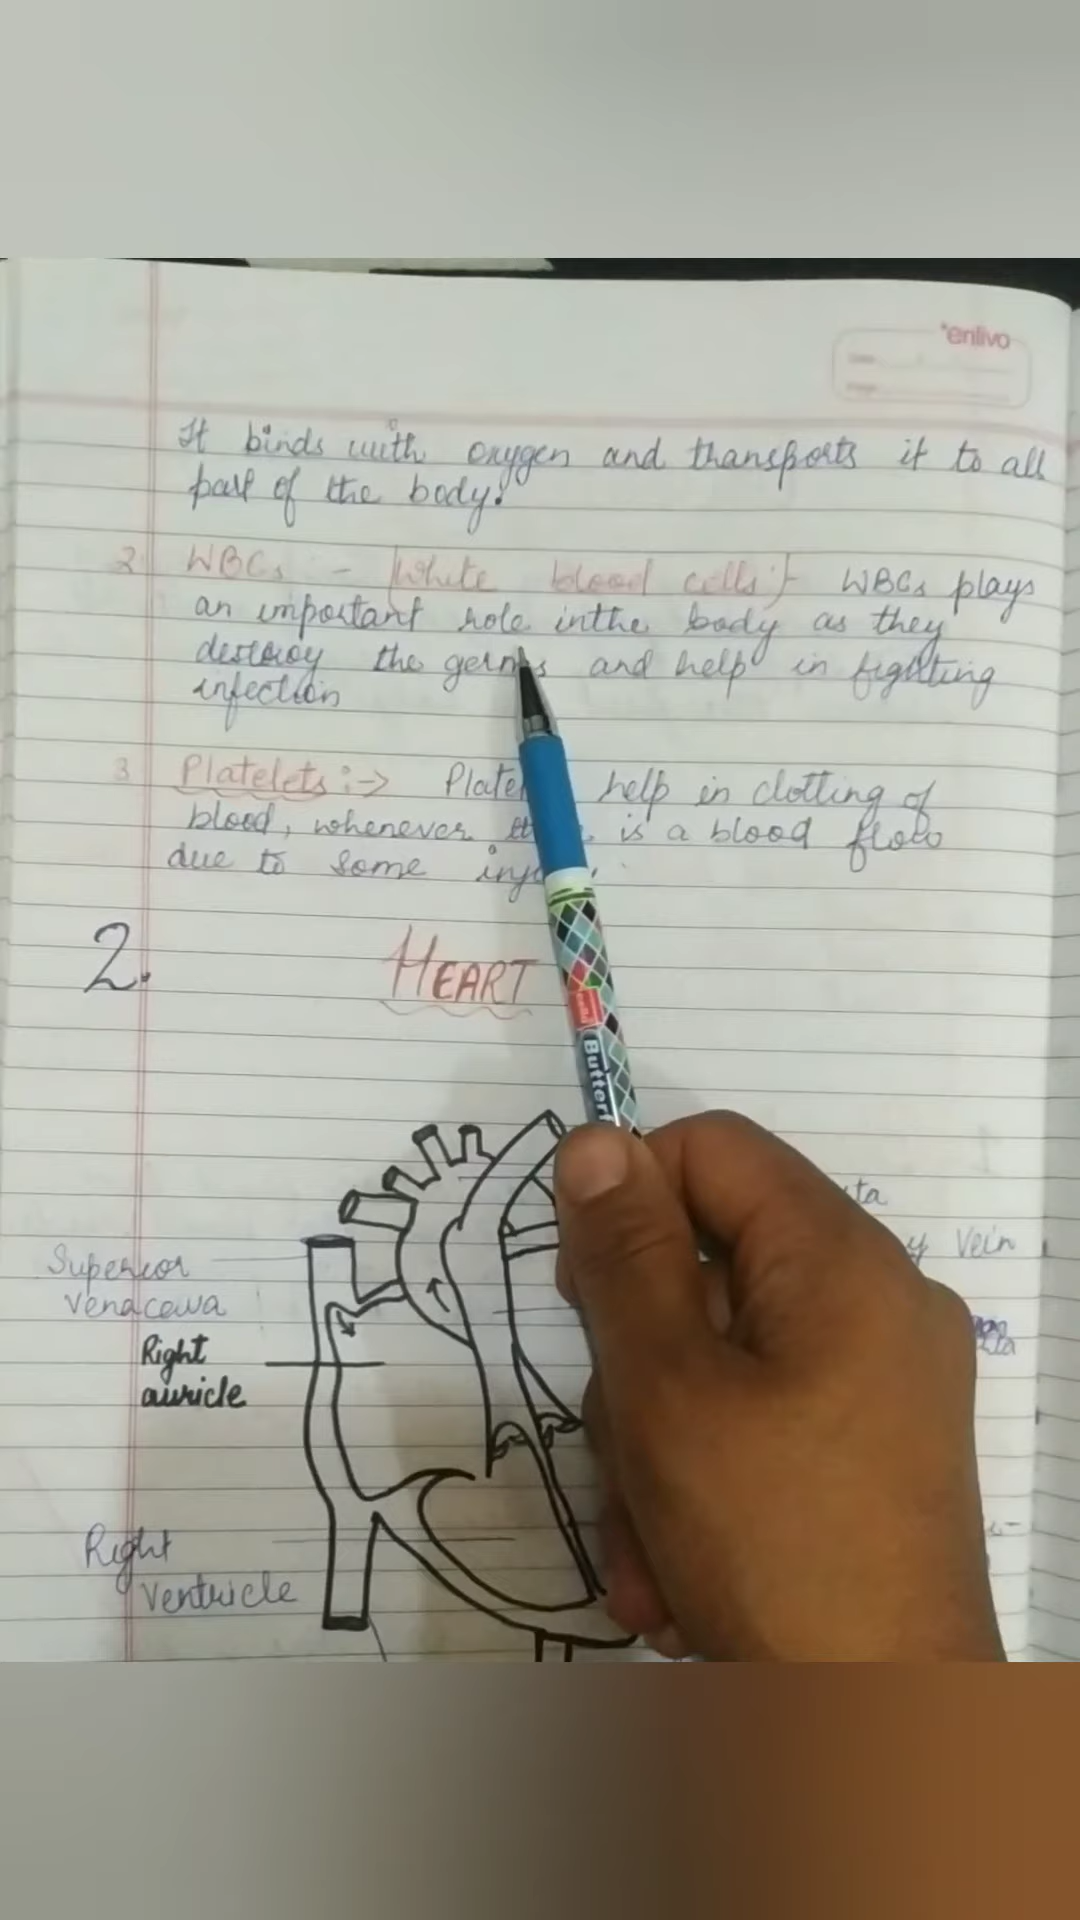 enlivo
It binds with oxygen and transports it to all
part of the body.
2 WBCs - (White blood cells):- WBCs plays
an important role inthe body as they
destroy the germs and help in fighting
infection
3 Platelets:-> help in clotting of
blood, whenever is a blood flow
due to some
2. HEART
Butterf
Vein
Superior
Venacava
Right
auricle
Right
Ventricle